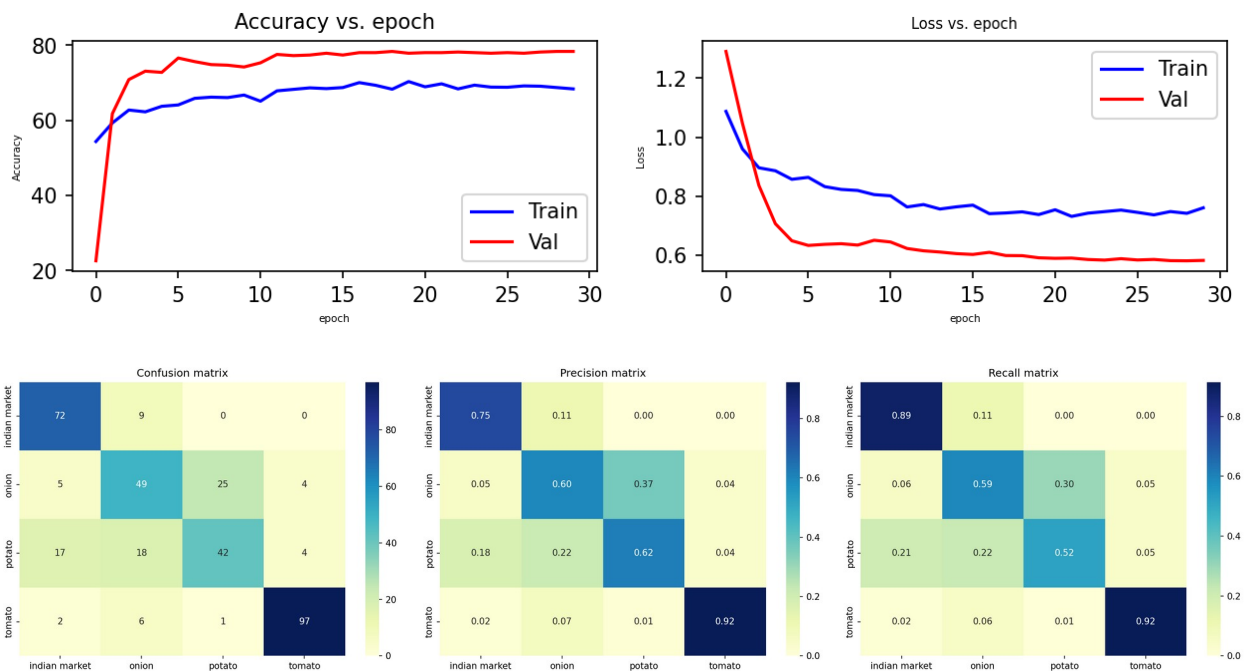 Accuracy vs. epoch
Accuracy
80
60
40
20
Train
Val
0 5 10 15 20 25 30
epoch
Loss vs. epoch
Loss
1.2
1.0
0.8
0.6
Train
Val
0 5 10 15 20 25 30
epoch
Confusion matrix
indian market 72 9 0 0
onion 5 49 25 4
potato 17 18 42 4
tomato 2 6 1 97
indian market onion potato tomato
80
60
40
20
0
Precision matrix
indian market 0.75 0.11 0.00 0.00
onion 0.05 0.60 0.37 0.04
potato 0.18 0.22 0.62 0.04
tomato 0.02 0.07 0.01 0.92
indian market onion potato tomato
0.8
0.6
0.4
0.2
0.0
Recall matrix
indian market 0.89 0.11 0.00 0.00
onion 0.06 0.59 0.30 0.05
potato 0.21 0.22 0.52 0.05
tomato 0.02 0.06 0.01 0.92
indian market onion potato tomato
0.8
0.6
0.4
0.2
0.0